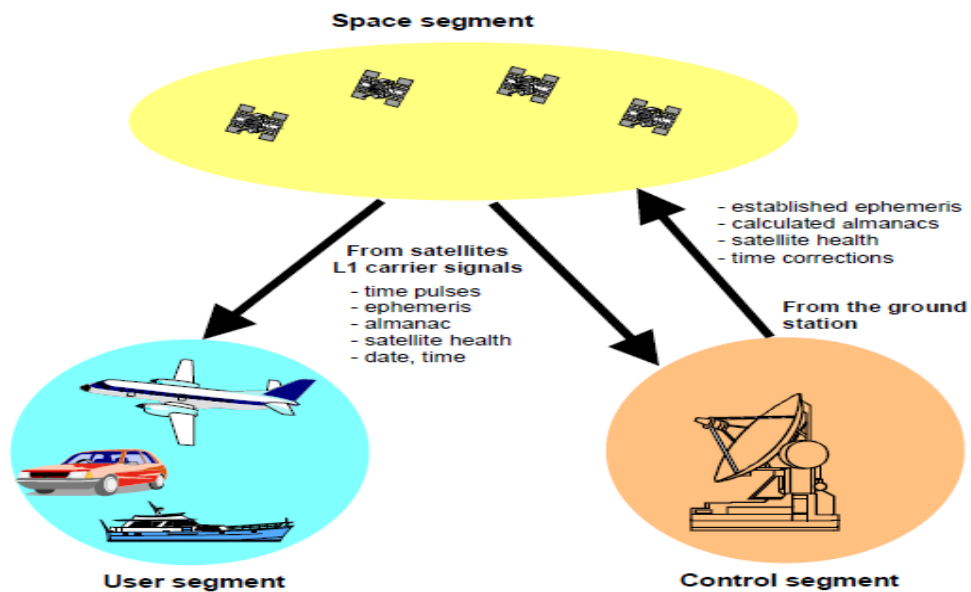 Space segment
- established ephemeris
- calculated almanacs
- satellite health
- time corrections
From the ground
station
From satellites
L1 carrier signals
- time pulses
- ephemeris
- almanac
- satellite health
- date, time
User segment
Control segment